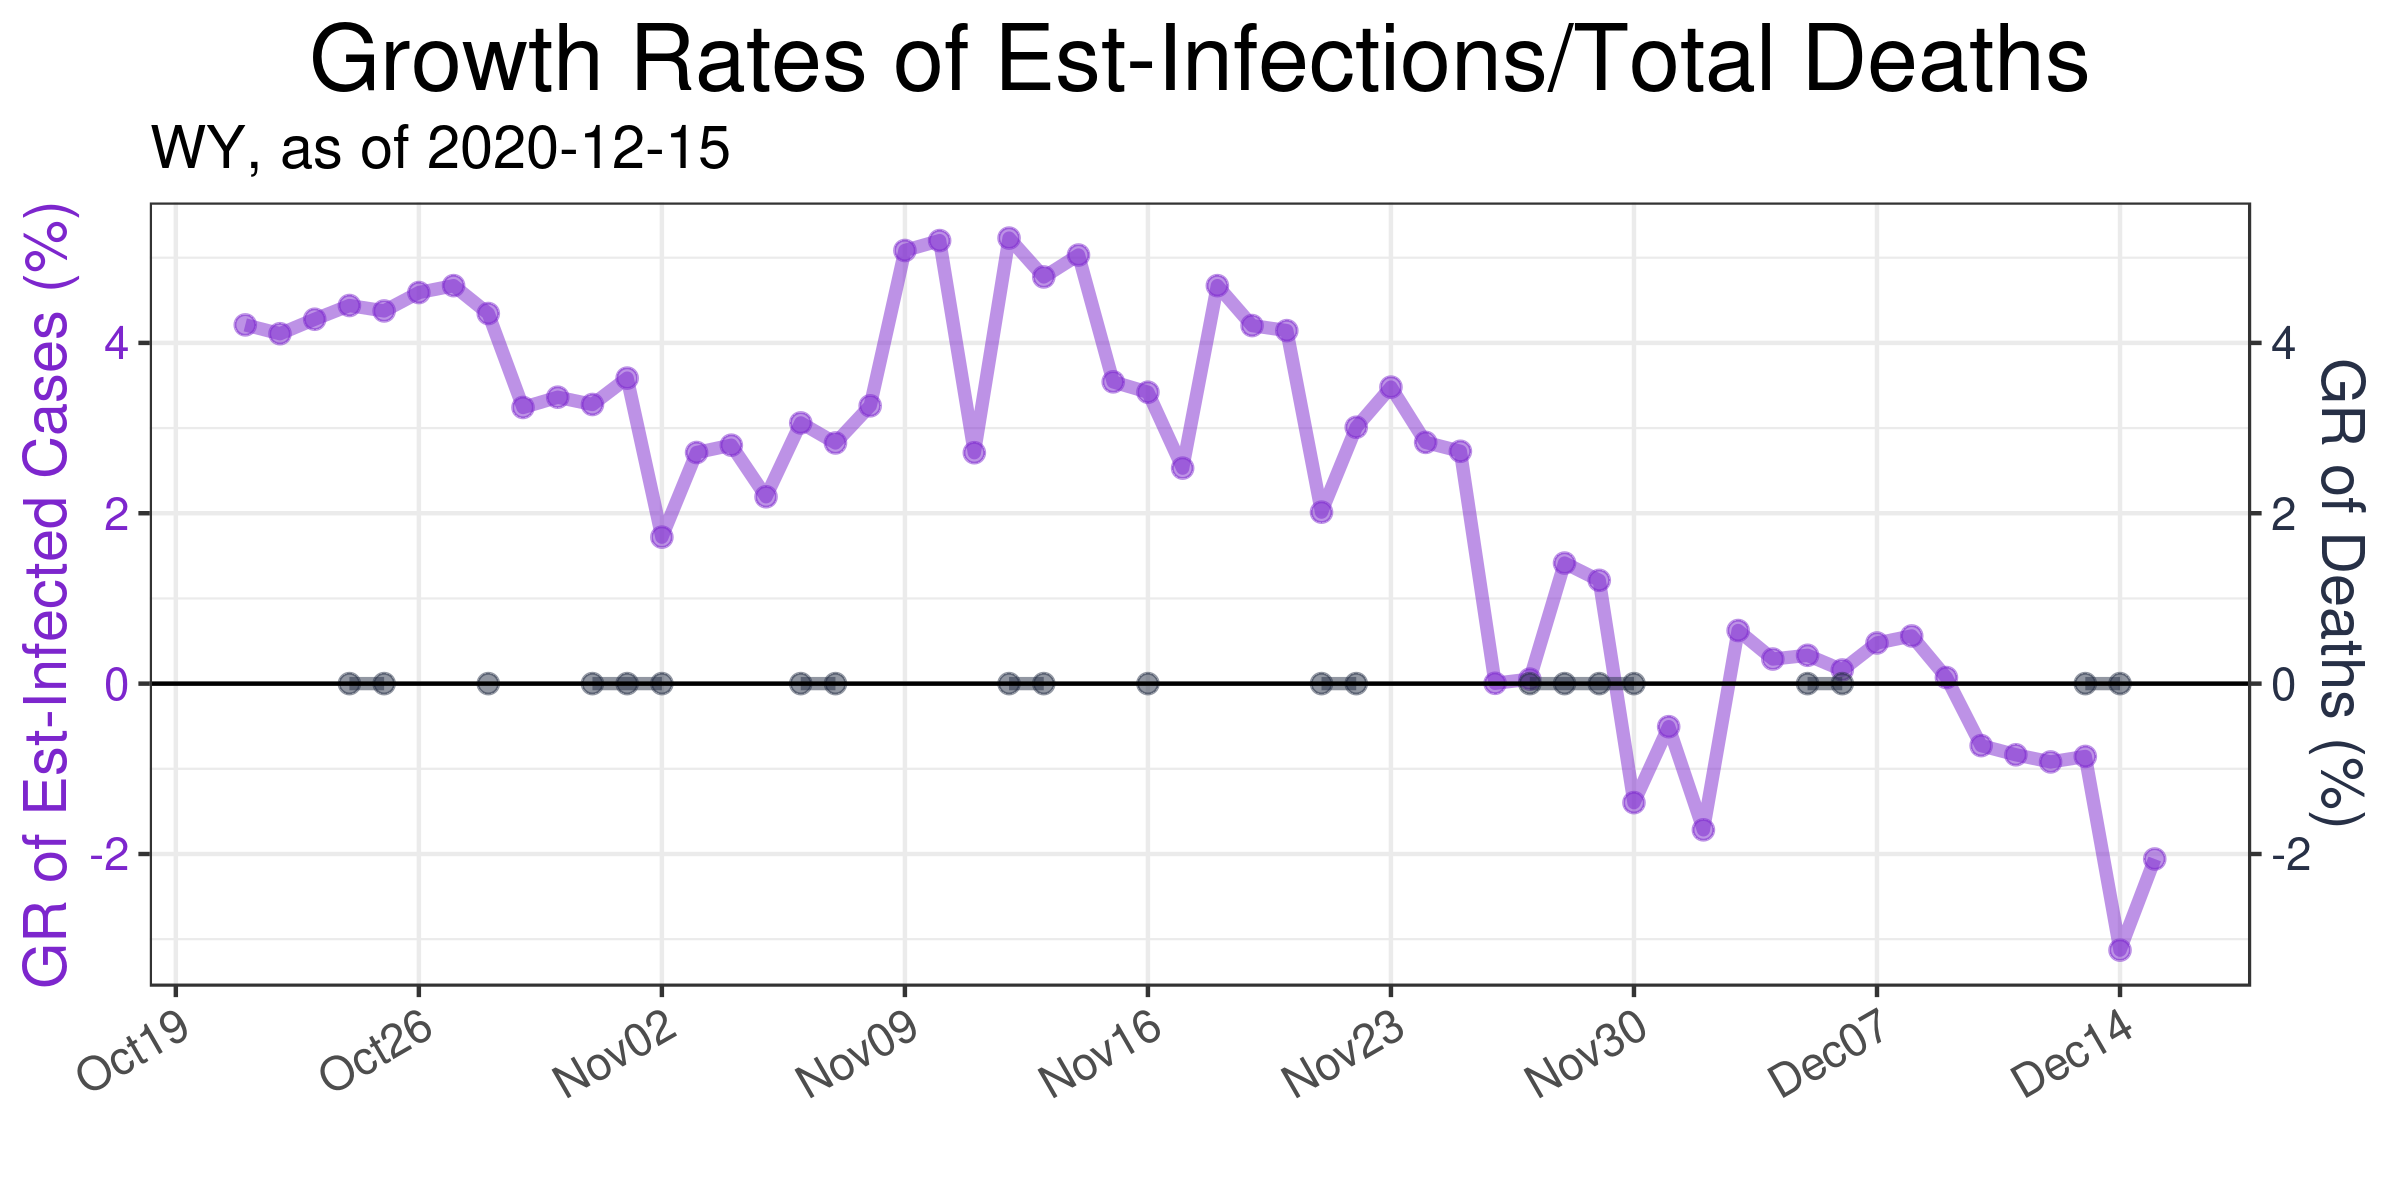 Growth Rates of Est-Infections/Total Deaths
WY, as of 2020-12-15
GR of Est-Infected Cases (%)
4
2
0
-2
4
2
0
-2
GR of Deaths (%)
Oct19
Oct26
Nov02
Nov09
Nov16
Nov23
Nov30
Dec07
Dec14